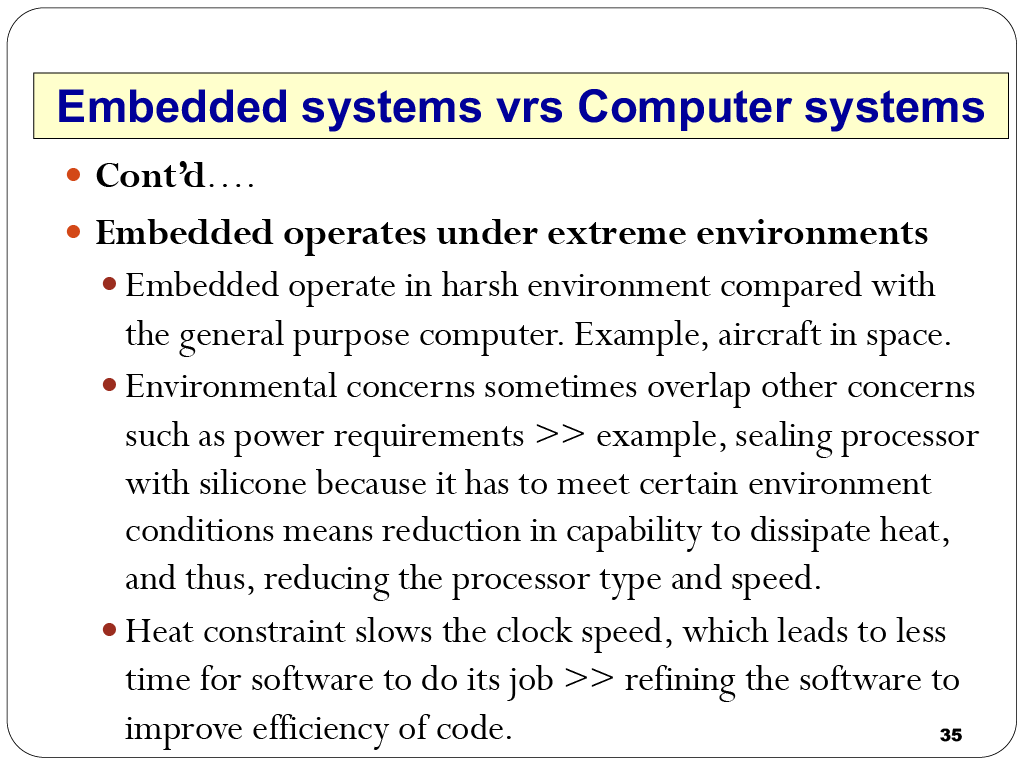 Embedded systems vrs Computer systems
Cont’d….
Embedded operates under extreme environments
Embedded operate in harsh environment compared with
the general purpose computer. Example, aircraft in space.
Environmental concerns sometimes overlap other concerns
such as power requirements >> example, sealing processor
with silicone because it has to meet certain environment
conditions means reduction in capability to dissipate heat,
and thus, reducing the processor type and speed.
Heat constraint slows the clock speed, which leads to less
time for software to do its job >> refining the software to
improve efficiency of code.
35